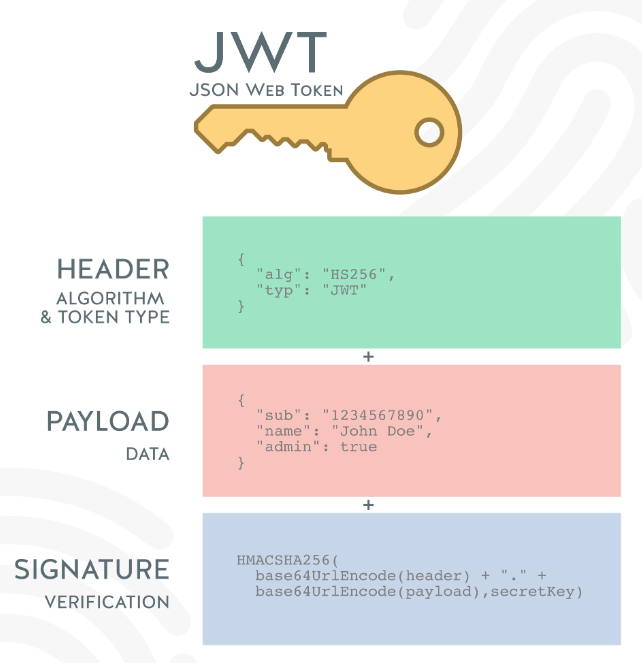 JWT
JSON Web Token
HEADER
ALGORITHM
& TOKEN TYPE
{
"alg": "HS256",
"typ": "JWT"
}
+
PAYLOAD
DATA
{
"sub": "1234567890",
"name": "John Doe",
"admin": true
}
+
SIGNATURE
VERIFICATION
HMACSHA256(
base64UrlEncode(header) + "." +
base64UrlEncode(payload),secretKey)